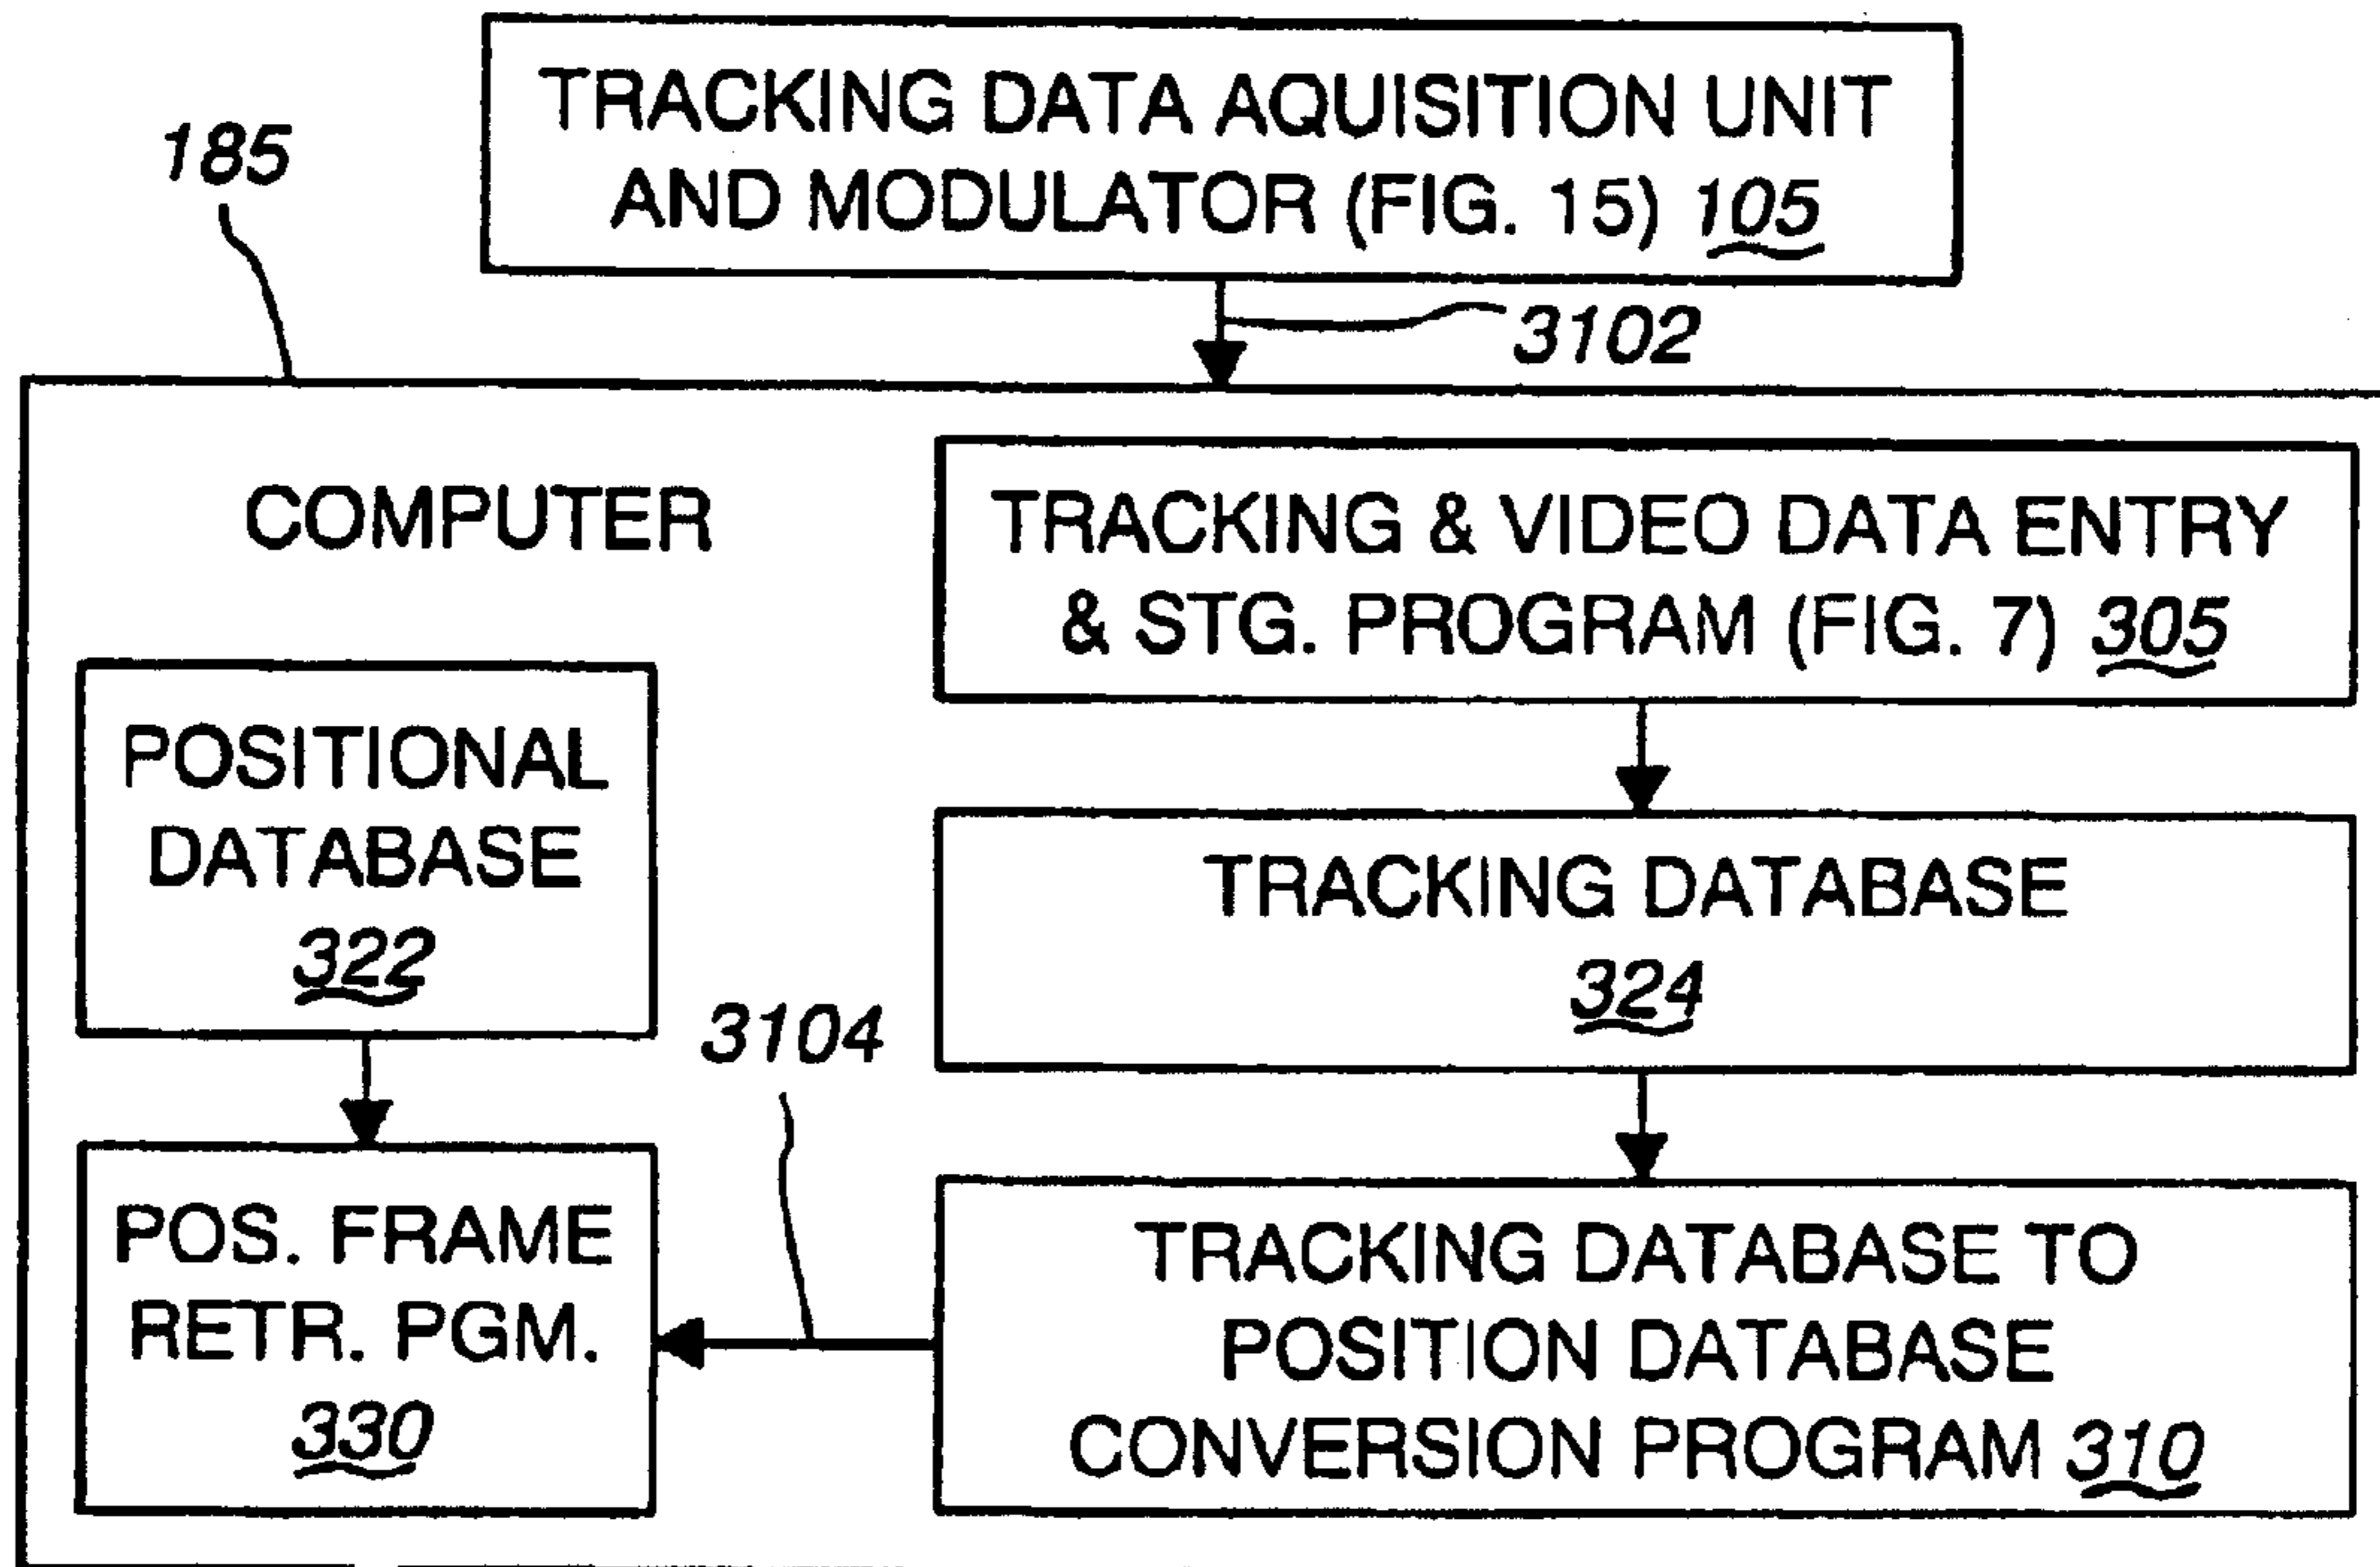 TRACKING DATA AQUISITION UNIT
AND MODULATOR (FIG. 15) 105
185
3102
COMPUTER
TRACKING & VIDEO DATA ENTRY
& STG. PROGRAM (FIG. 7) 305
POSITIONAL
DATABASE
322
TRACKING DATABASE
324
3104
POS. FRAME
RETR. PGM.
330
TRACKING DATABASE TO
POSITION DATABASE
CONVERSION PROGRAM 310